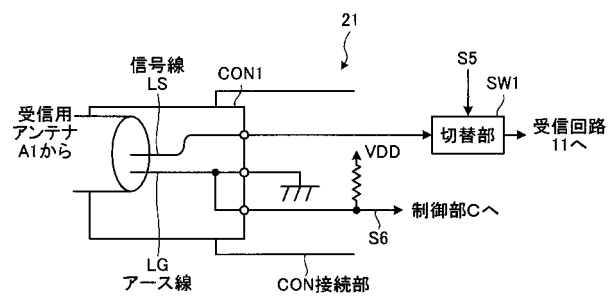 21
信号線
LS
CON1
S5
SW1
受信用
アンテナ
A1から
切替部
受信回路
11へ
VDD
制御部Cへ
S6
LG
アース線
CON接続部